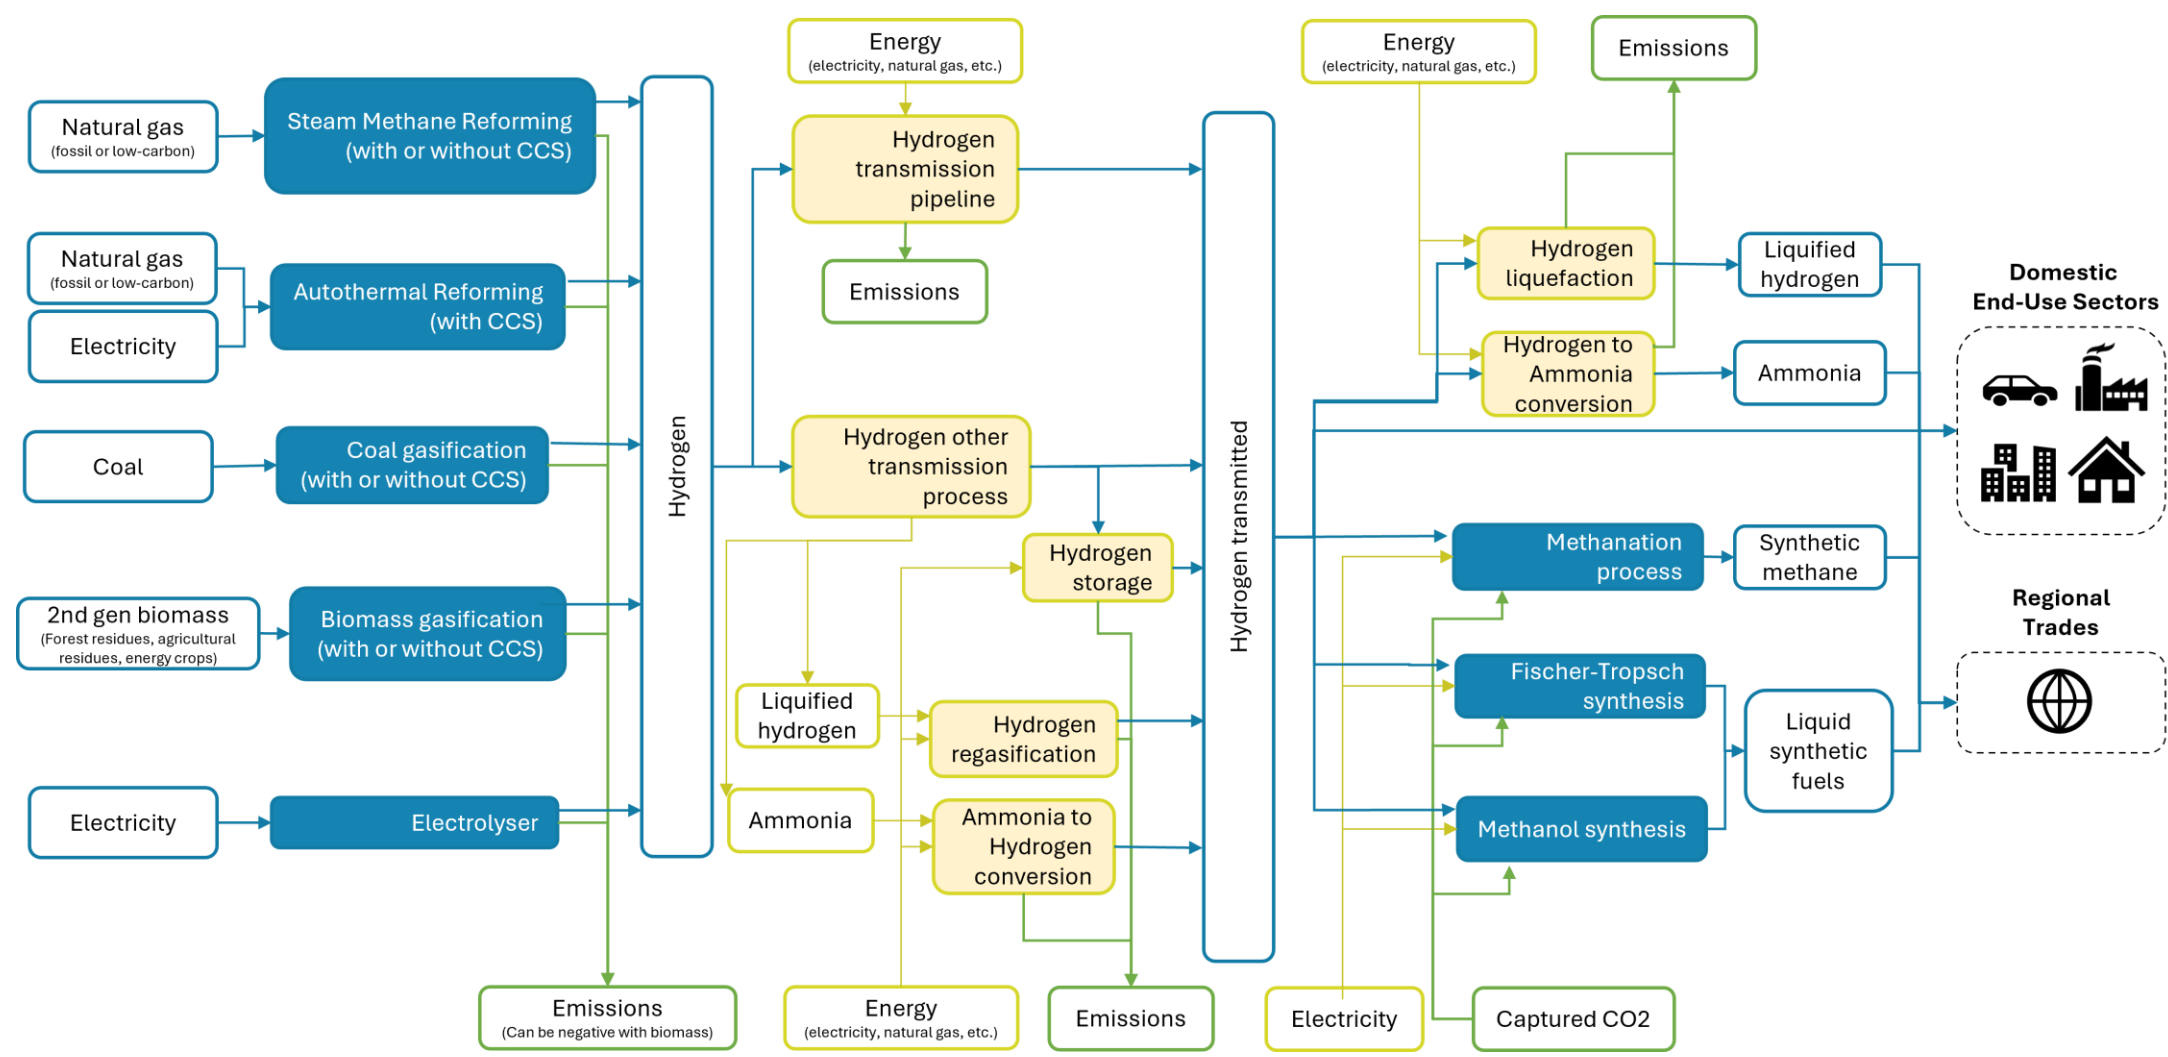 Natural gas
(fossil or low-carbon)
Steam Methane Reforming
(with or without CCS)
Natural gas
(fossil or low-carbon)
Electricity
Autothermal Reforming
(with CCS)
Coal
Coal gasification
(with or without CCS)
2nd gen biomass
(Forest residues, agricultural
residues, energy crops)
Biomass gasification
(with or without CCS)
Electricity
Electrolyser
Emissions
(Can be negative with biomass)
Hydrogen
Energy
(electricity, natural gas, etc.)
Hydrogen
transmission
pipeline
Emissions
Hydrogen other
transmission
process
Hydrogen
storage
Liquified
hydrogen
Hydrogen
regasification
Ammonia
Ammonia to
Hydrogen
conversion
Energy
(electricity, natural gas, etc.)
Emissions
Hydrogen transmitted
Energy
(electricity, natural gas, etc.)
Emissions
Hydrogen
liquefaction
Liquified
hydrogen
Hydrogen to
Ammonia
conversion
Ammonia
Methanation
process
Synthetic
methane
Fischer-Tropsch
synthesis
Liquid
synthetic
fuels
Methanol synthesis
Electricity
Captured CO2
Domestic
End-Use Sectors
Regional
Trades